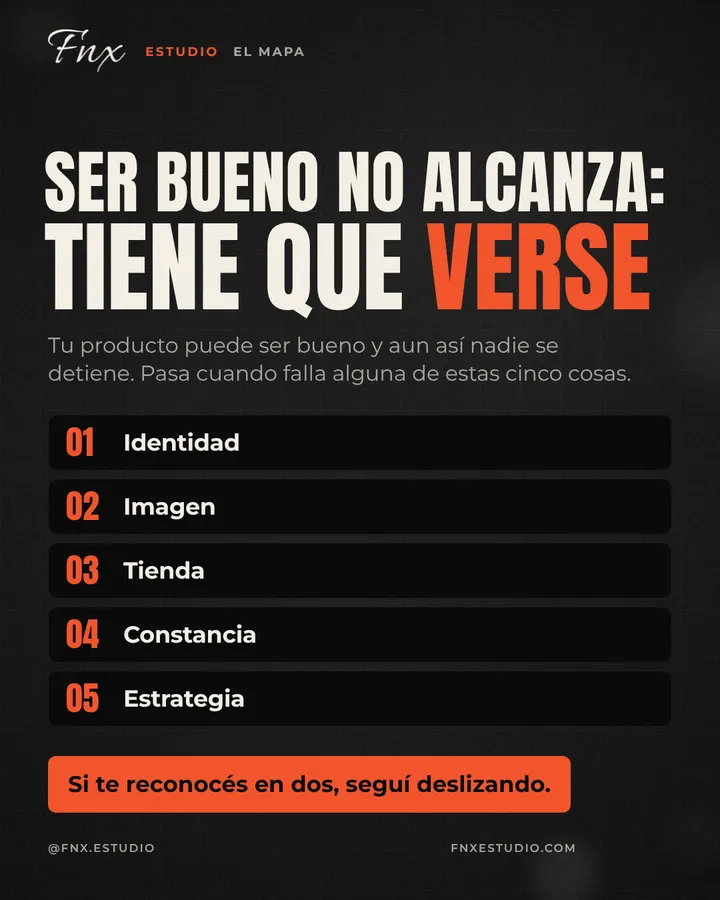 Fnx ESTUDIO EL MAPA
SER BUENO NO ALCANZA:
TIENE QUE VERSE
Tu producto puede ser bueno y aun así nadie se
detiene. Pasa cuando falla alguna de estas cinco cosas.
01 Identidad
02 Imagen
03 Tienda
04 Constancia
05 Estrategia
Si te reconocés en dos, seguí deslizando.
@FNX.ESTUDIO FNXESTUDIO.COM